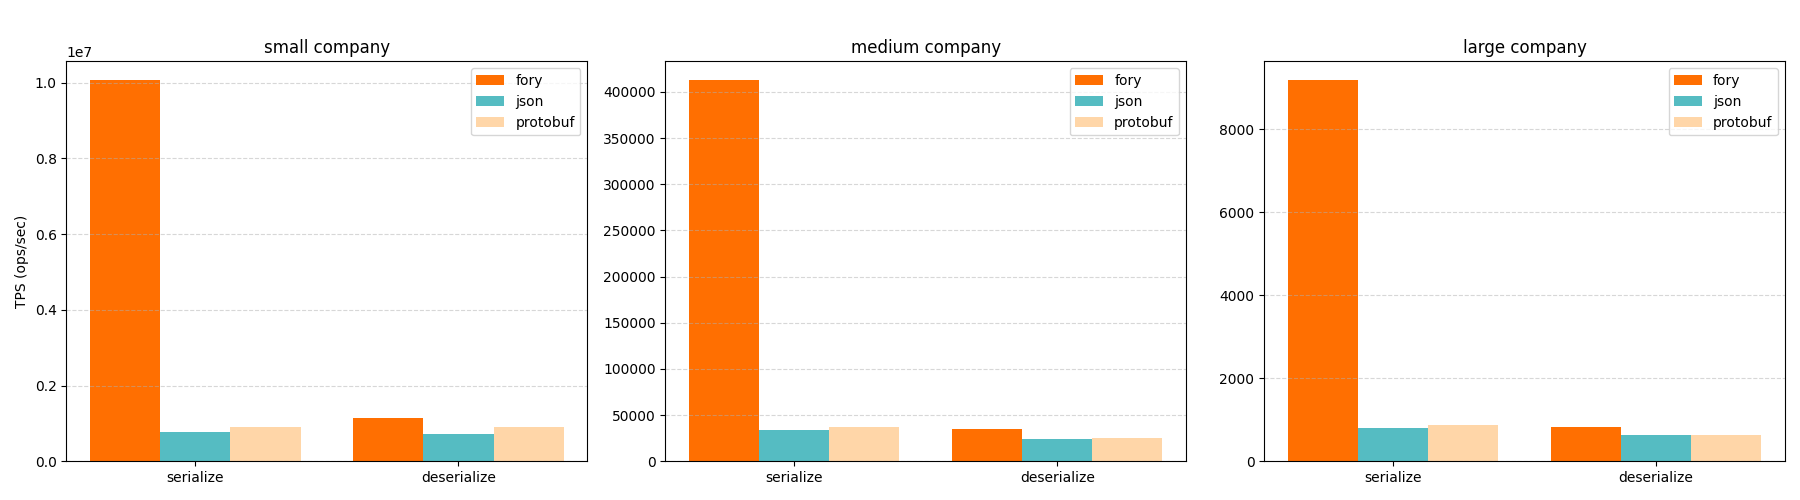 small company
1e7
1.0
0.8
0.6
0.4
0.2
0.0
TPS (ops/sec)
serialize
deserialize
fory
json
protobuf
medium company
400000
350000
300000
250000
200000
150000
100000
50000
0
serialize
deserialize
fory
json
protobuf
large company
8000
6000
4000
2000
0
serialize
deserialize
fory
json
protobuf